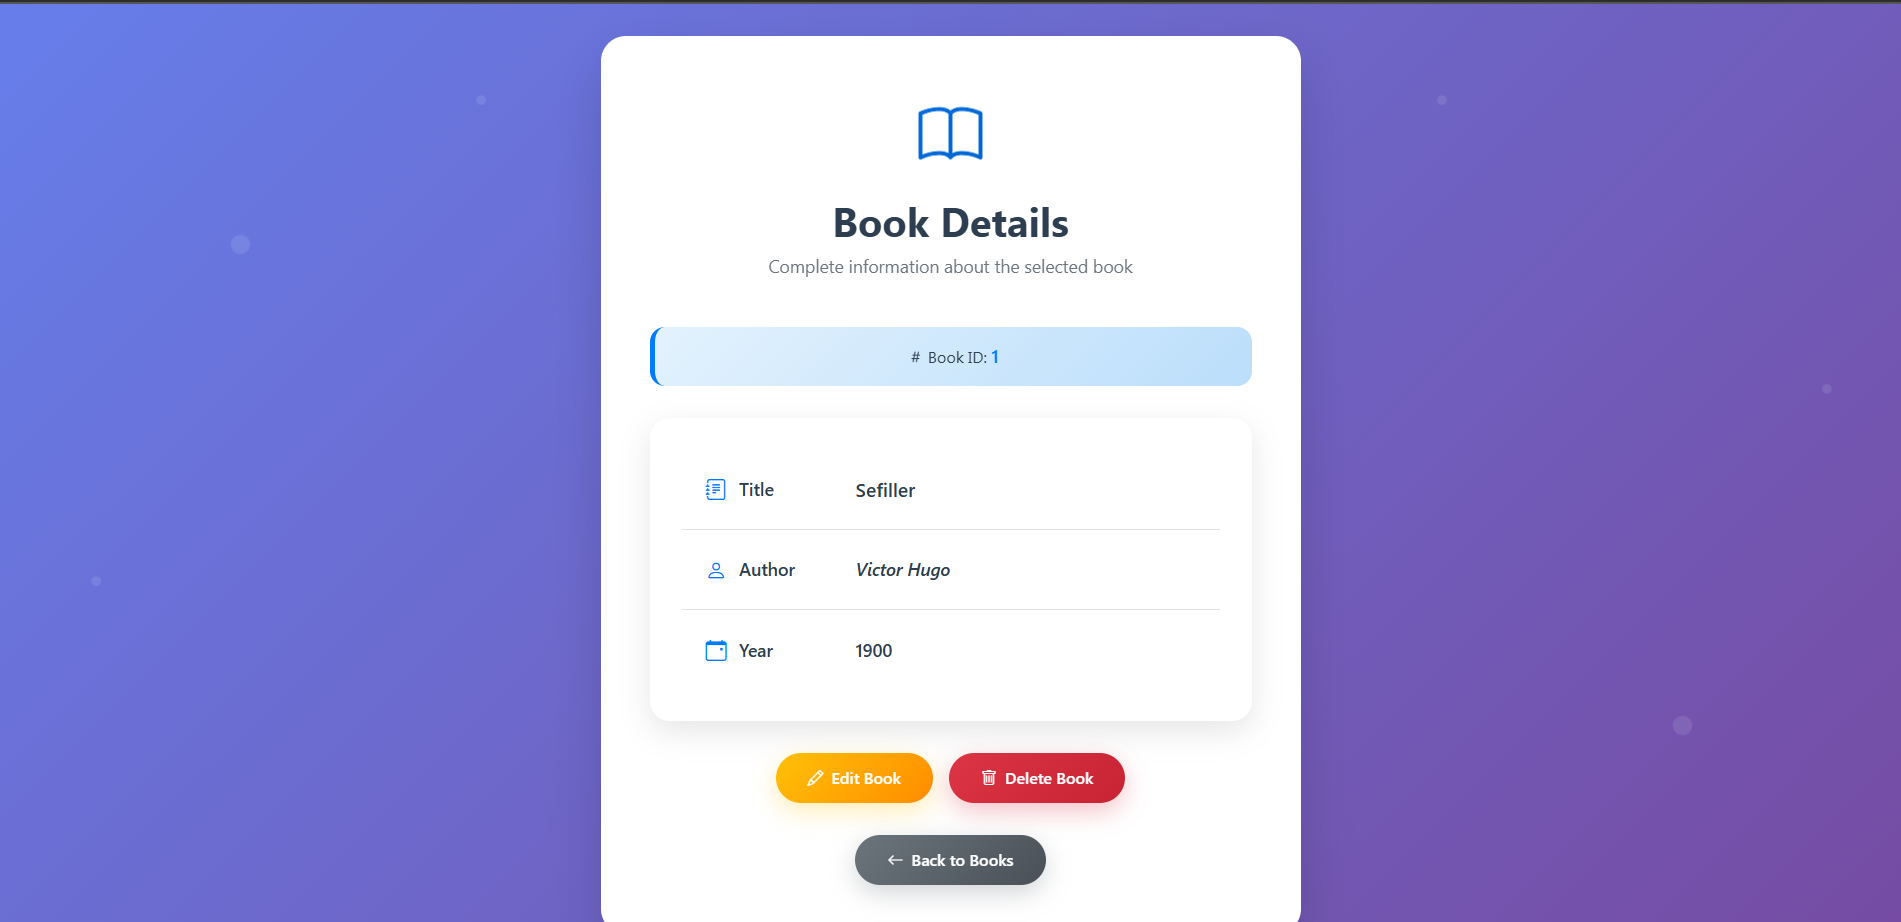 Book Details
Complete information about the selected book
# Book ID: 1
Title Sefiller
Author Victor Hugo
Year 1900
Edit Book Delete Book
Back to Books